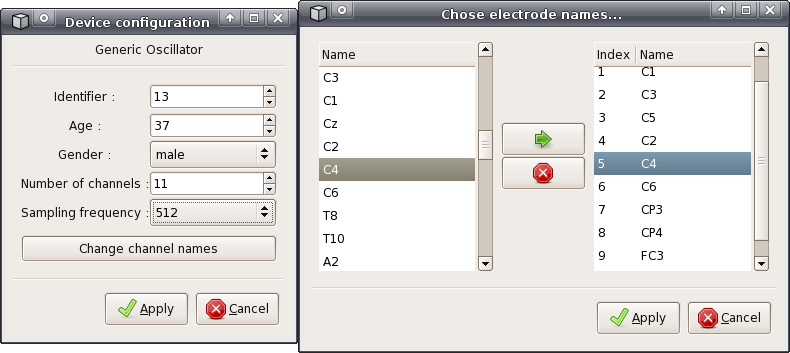 Device configuration
Generic Oscillator
Identifier : 13
Age : 37
Gender : male
Number of channels : 11
Sampling frequency : 512
Change channel names
Apply Cancel
Chose electrode names...
Name
C3
C1
Cz
C2
C4
C6
T8
T10
A2
Index Name
1 C1
2 C3
3 C5
4 C2
5 C4
6 C6
7 CP3
8 CP4
9 FC3
Apply Cancel